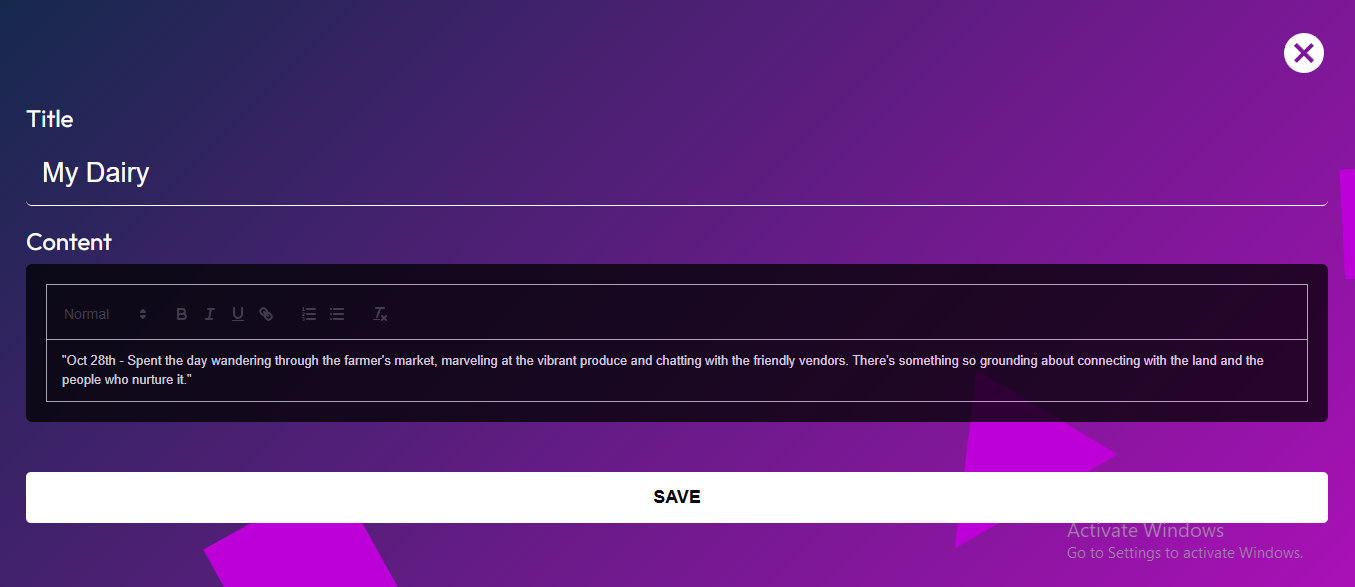 Title
My Dairy
Content
Normal
"Oct 28th - Spent the day wandering through the farmer's market, marveling at the vibrant produce and chatting with the friendly vendors. There's something so grounding about connecting with the land and the
people who nurture it."
SAVE
Activate Windows
Go to Settings to activate Windows.